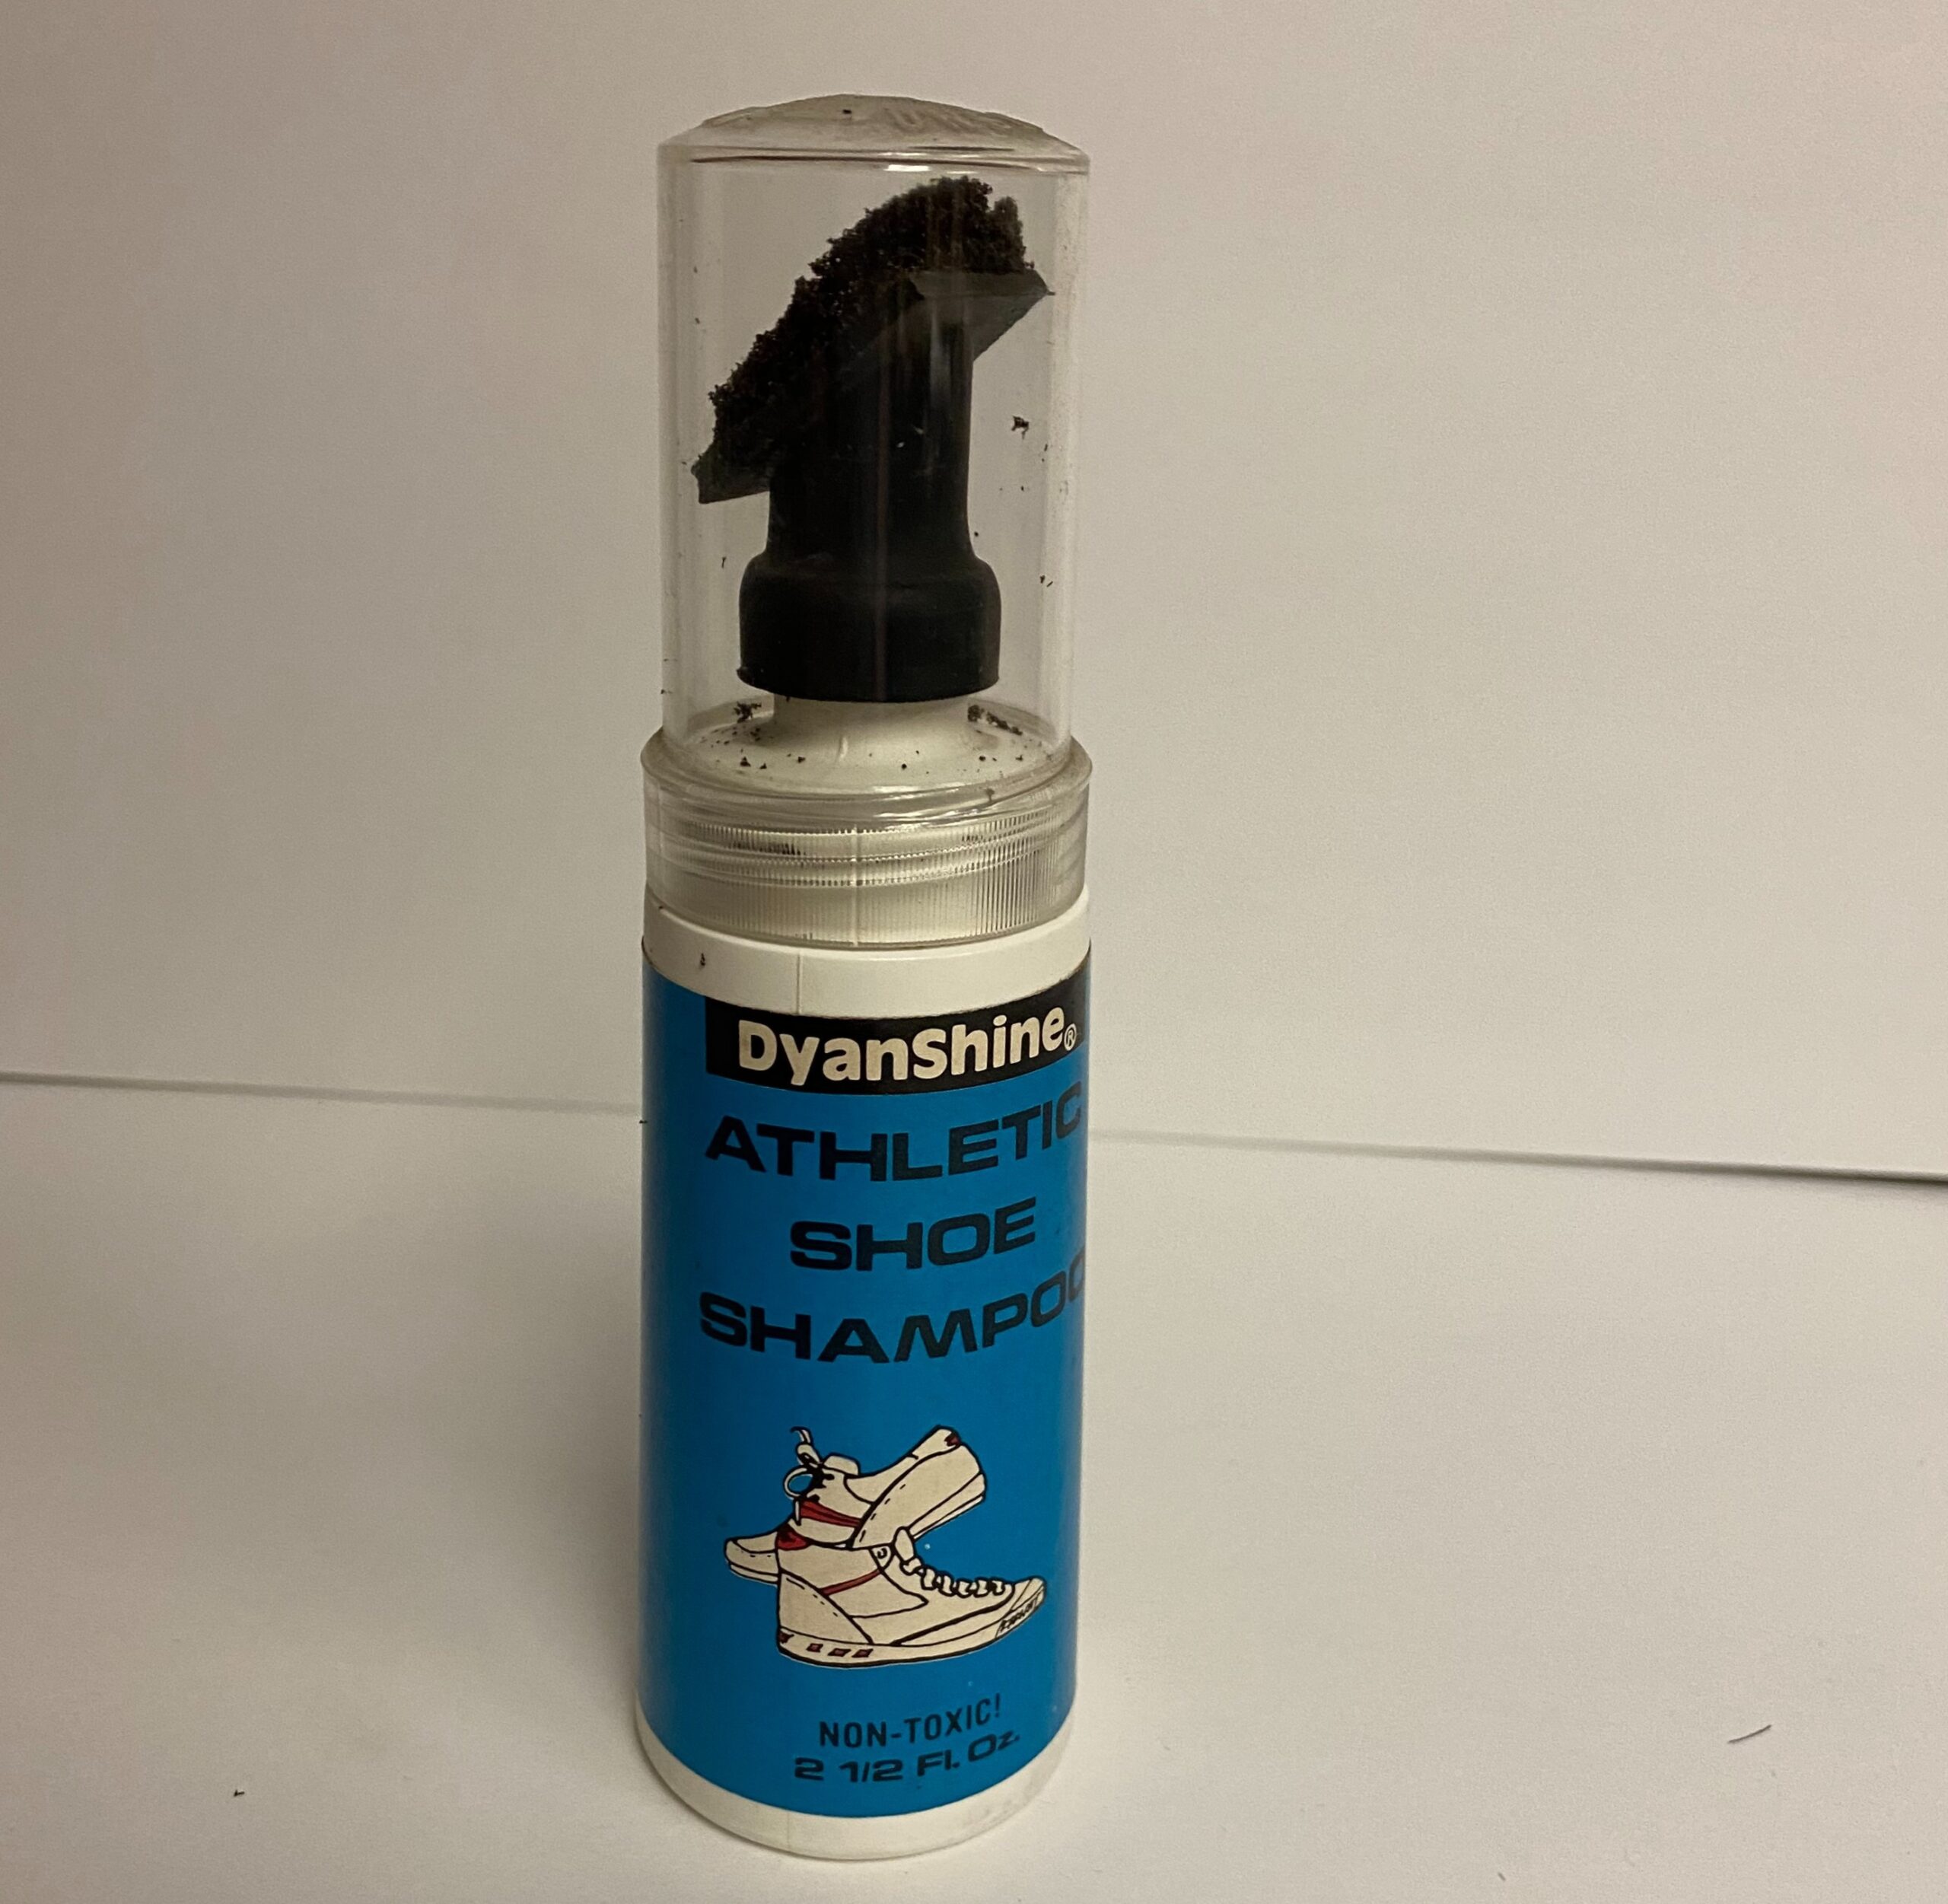 DyanShine®
ATHLETIC
SHOE
SHAMPOO
NON-TOXIC!
2 1/2 Fl. Oz.